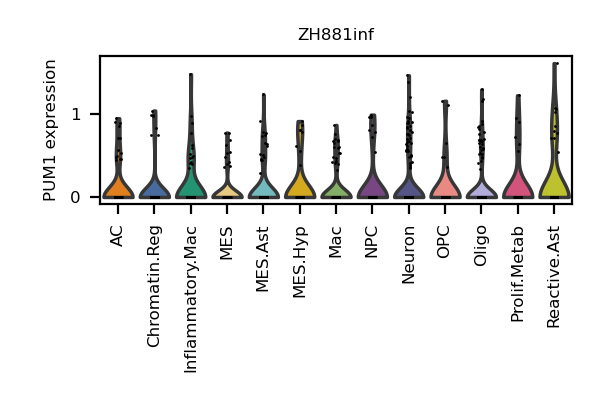 ZH881inf
PUM1 expression
1
0
AC
Chromatin.Reg
Inflammatory.Mac
MES
MES.Ast
MES.Hyp
Mac
NPC
Neuron
OPC
Oligo
Prolif.Metab
Reactive.Ast